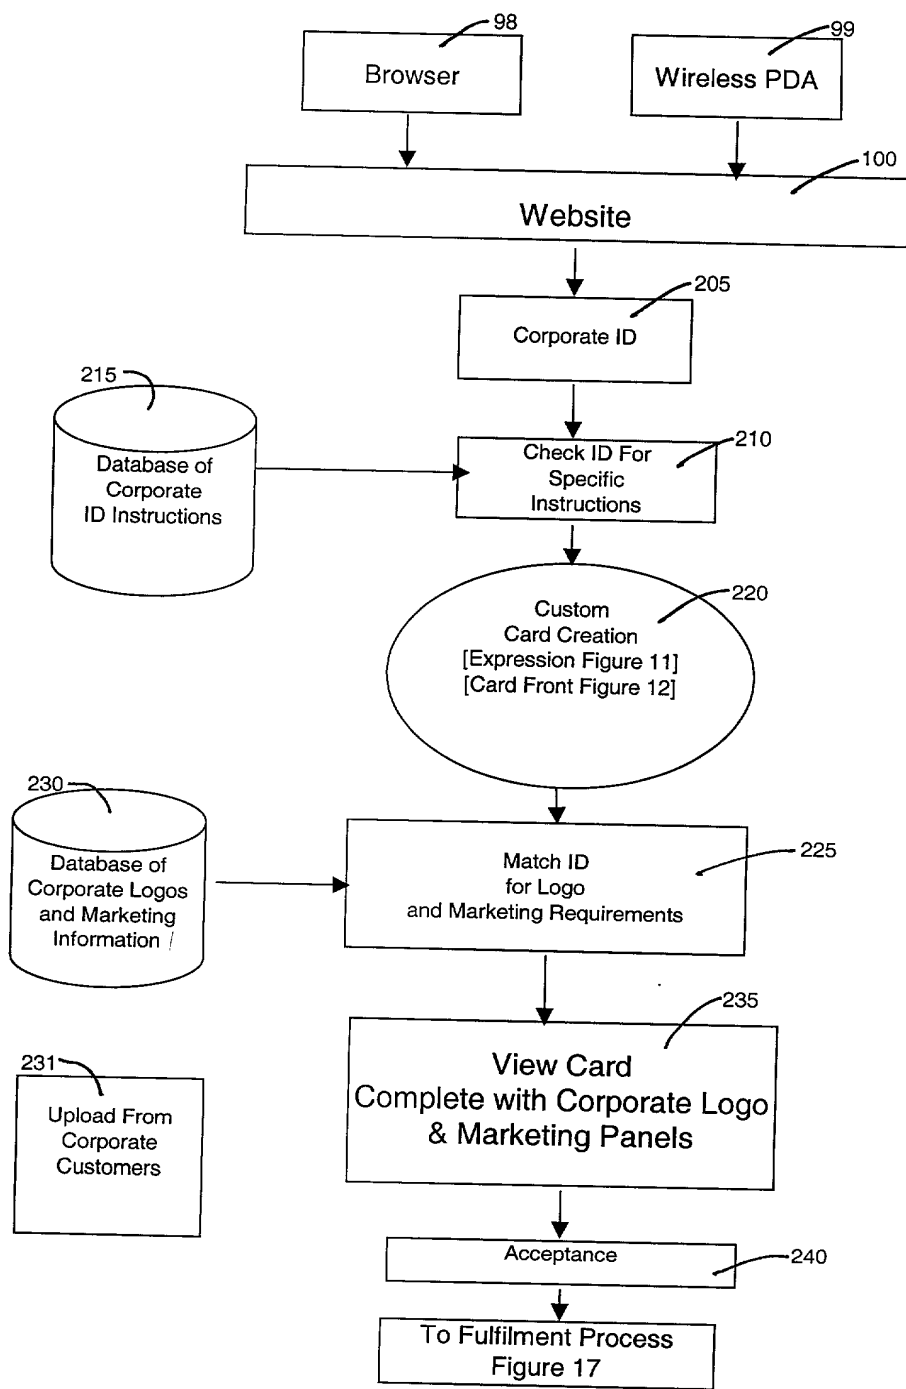 98
Browser
99
Wireless PDA
100
Website
205
Corporate ID
215
Database of
Corporate
ID Instructions
210
Check ID For
Specific
Instructions
220
Custom
Card Creation
[Expression Figure 11]
[Card Front Figure 12]
230
Database of
Corporate Logos
and Marketing
Information
225
Match ID
for Logo
and Marketing Requirements
235
View Card
Complete with Corporate Logo
& Marketing Panels
231
Upload From
Corporate
Customers
Acceptance
240
To Fulfilment Process
Figure 17